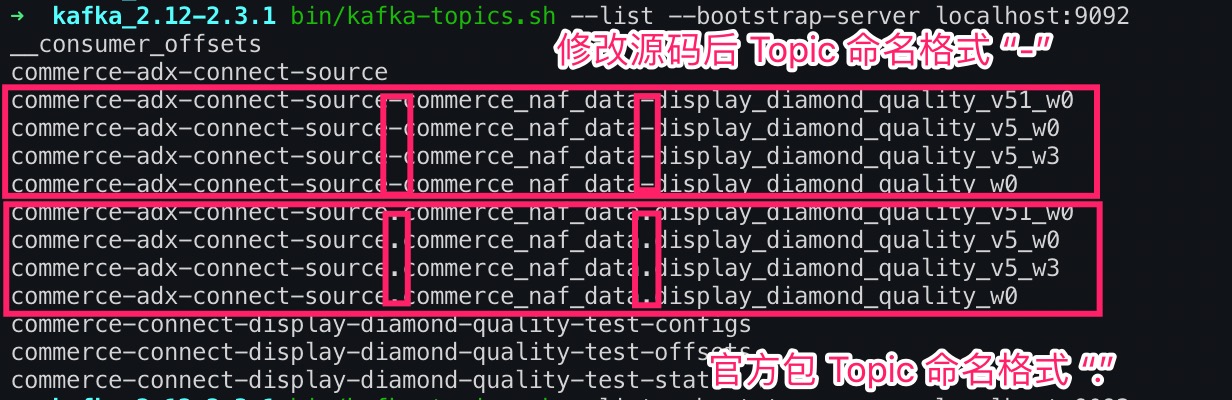 ➜  kafka_2.12-2.3.1 bin/kafka-topics.sh --list --bootstrap-server localhost:9092
__consumer_offsets
修改源码后 Topic 命名格式 “-”
commerce-adx-connect-source
commerce-adx-connect-source-commerce_naf_data-display_diamond_quality_v51_w0
commerce-adx-connect-source-commerce_naf_data-display_diamond_quality_v5_w0
commerce-adx-connect-source-commerce_naf_data-display_diamond_quality_v5_w3
commerce-adx-connect-source-commerce_naf_data-display_diamond_quality_w0
commerce-adx-connect-source.commerce_naf_data.display_diamond_quality_v51_w0
commerce-adx-connect-source.commerce_naf_data.display_diamond_quality_v5_w0
commerce-adx-connect-source.commerce_naf_data.display_diamond_quality_v5_w3
commerce-adx-connect-source.commerce_naf_data.display_diamond_quality_w0
commerce-connect-display-diamond-quality-test-configs
commerce-connect-display-diamond-quality-test-offsets
commerce-connect-display-diamond-quality-test-stat
官方包 Topic 命名格式 “.”